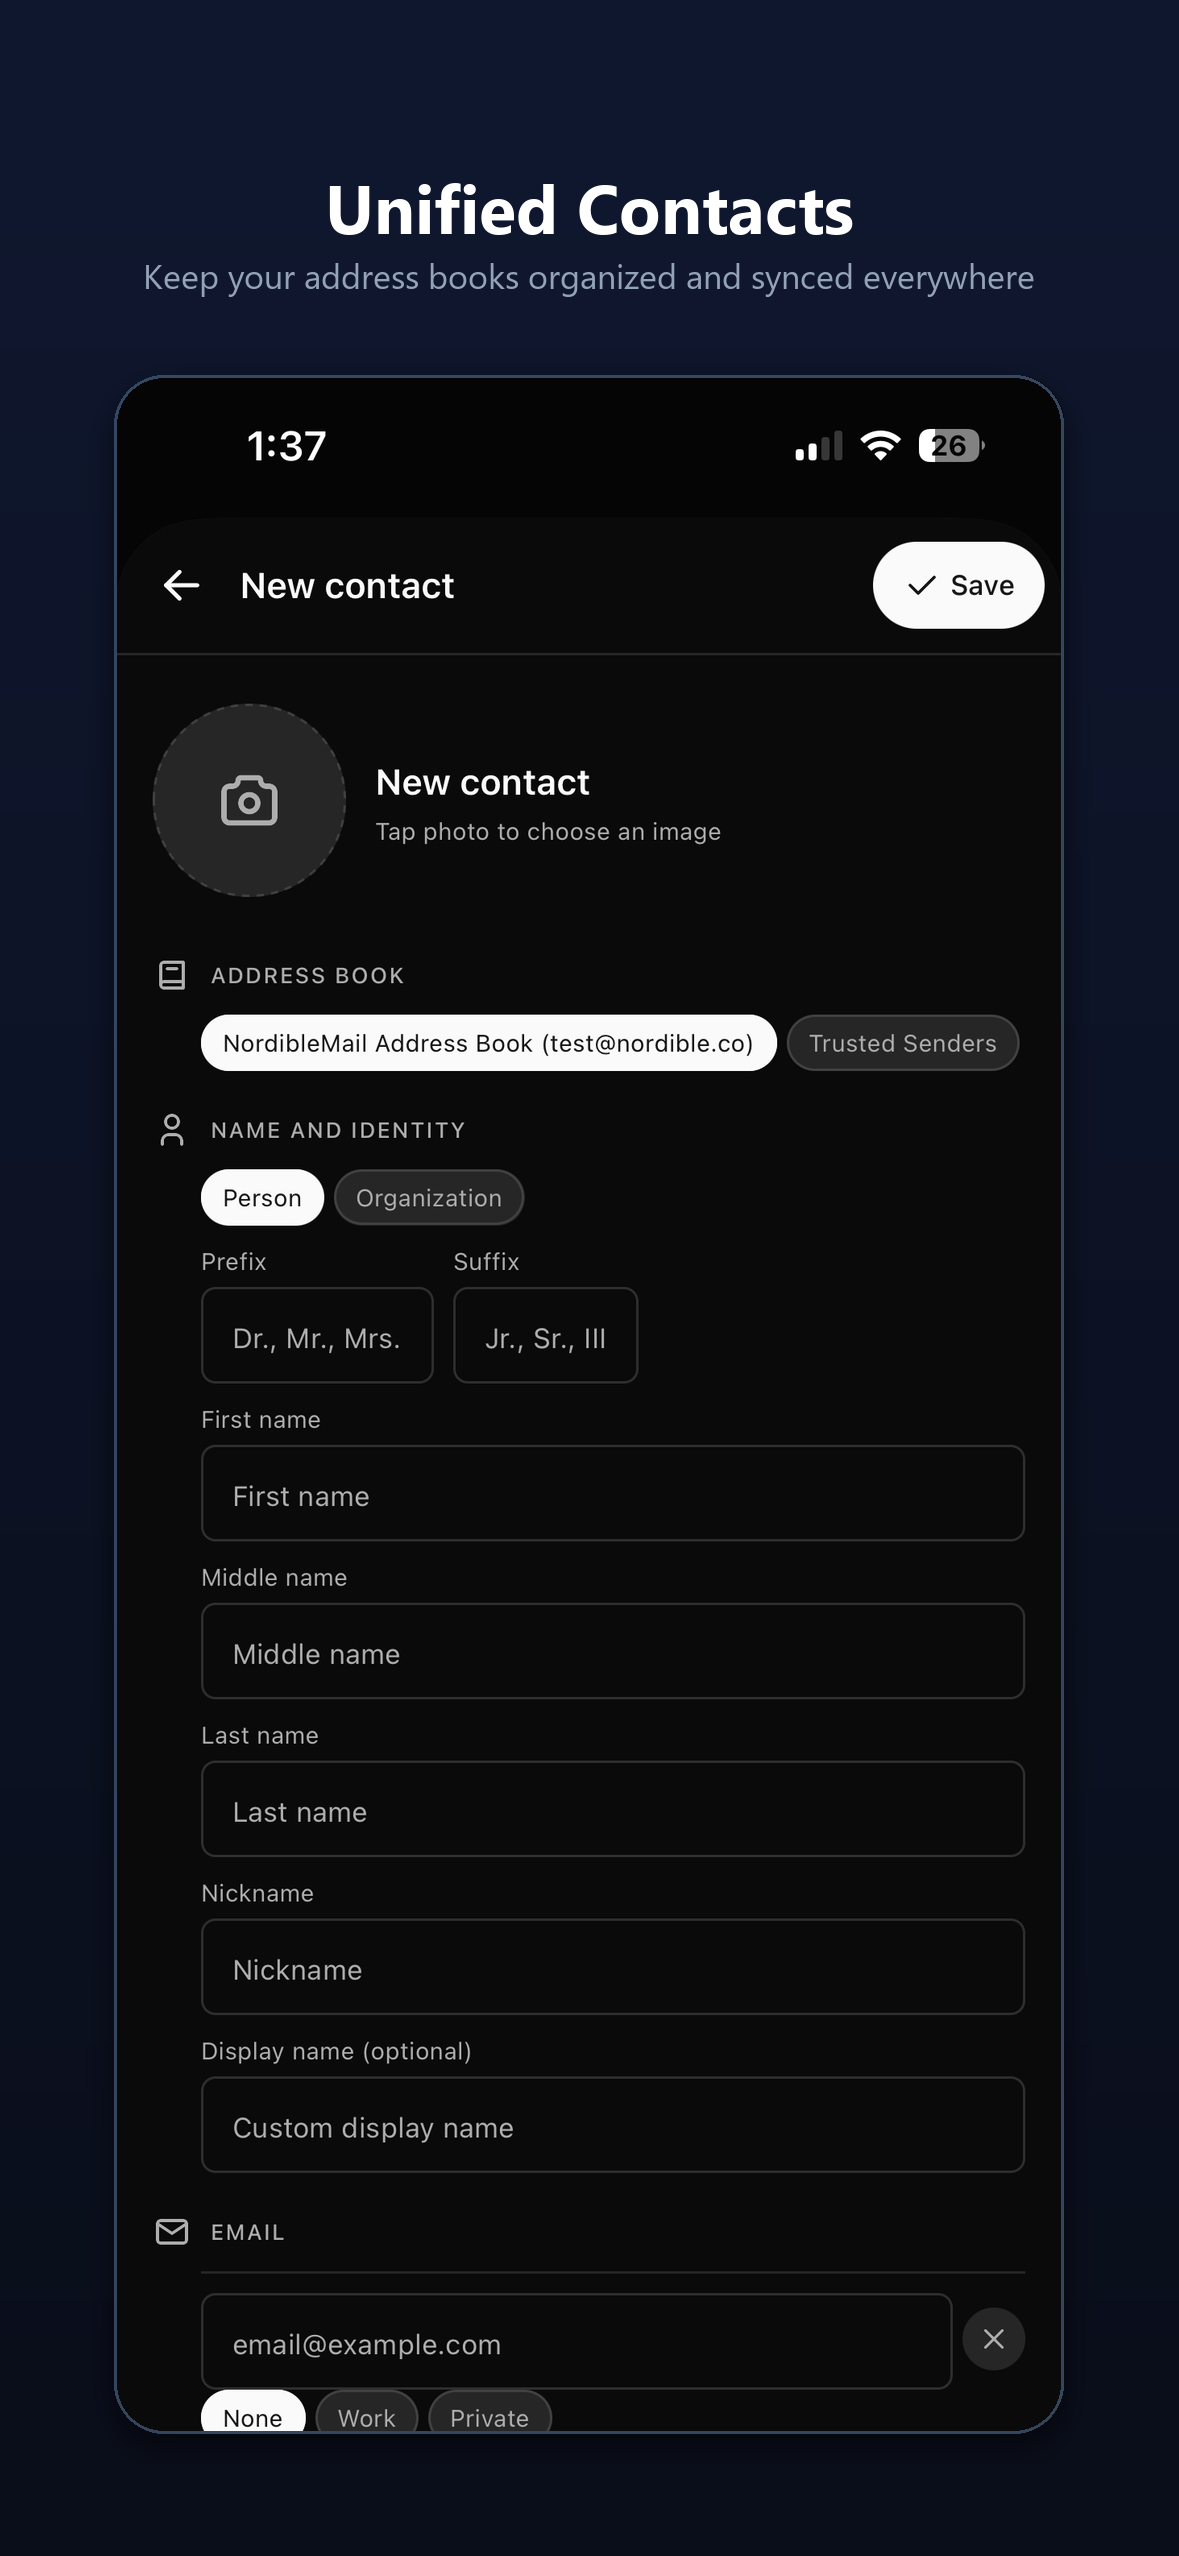 Unified Contacts
Keep your address books organized and synced everywhere
1:37
26
New contact
Save
New contact
Tap photo to choose an image
ADDRESS BOOK
NordibleMail Address Book (test@nordible.co)
Trusted Senders
NAME AND IDENTITY
Person
Organization
Prefix
Suffix
Dr., Mr., Mrs.
Jr., Sr., III
First name
First name
Middle name
Middle name
Last name
Last name
Nickname
Nickname
Display name (optional)
Custom display name
EMAIL
email@example.com
None
Work
Private